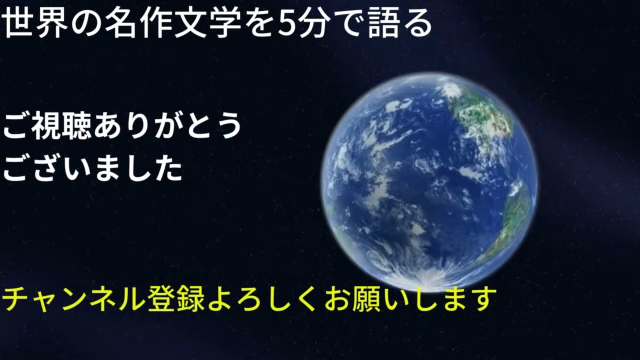 世界の名作文学を5分で語る
ご視聴ありがとう
ございました
チャンネル登録よろしくお願いします